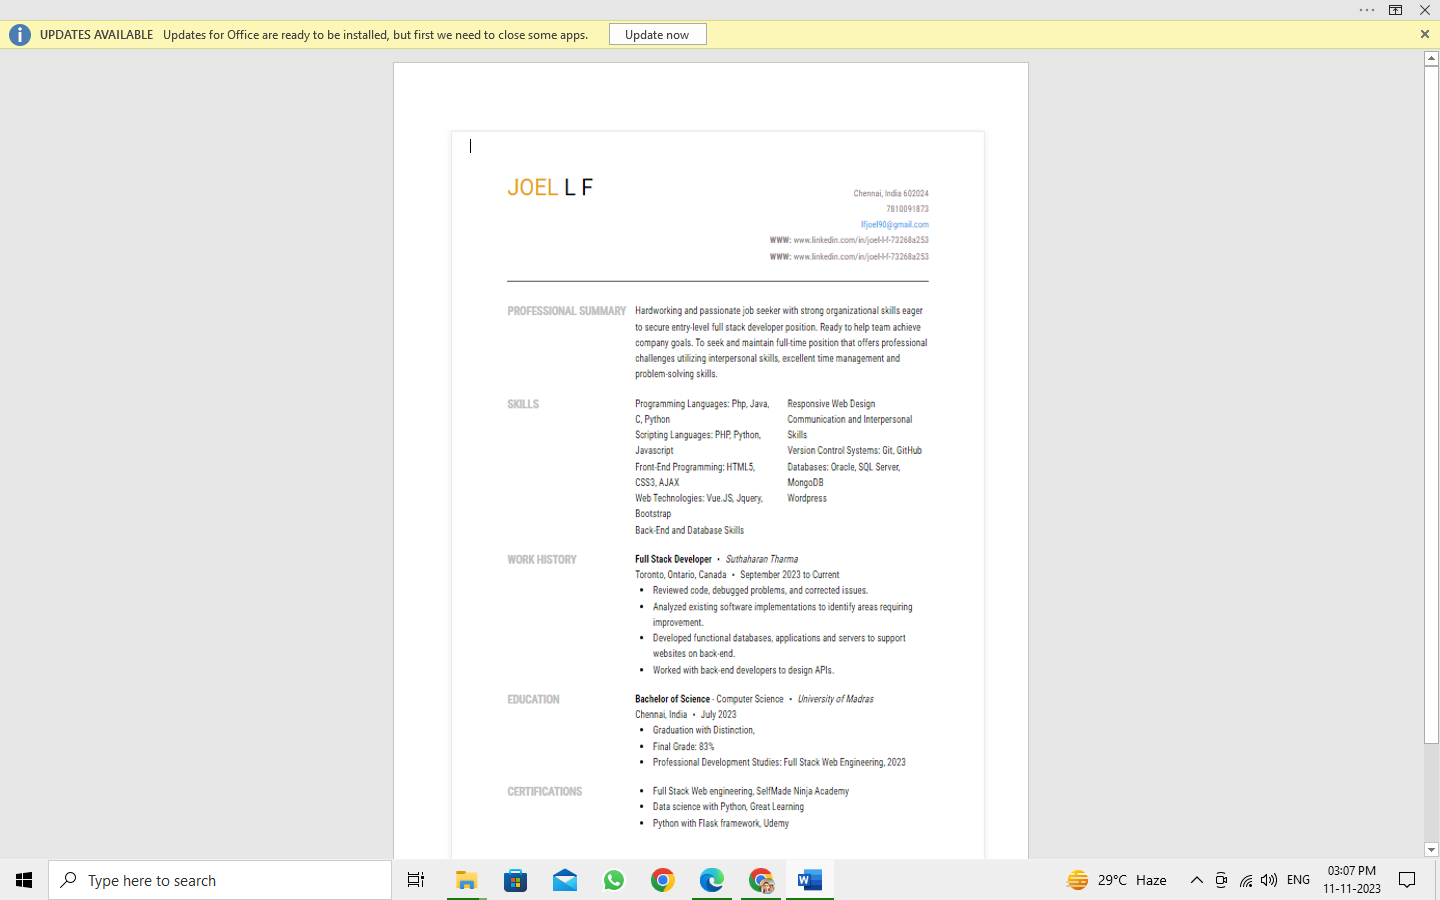 UPDATES AVAILABLE Updates for Office are ready to be installed, but first we need to close some apps. Update now
JOEL L F
Chennai, India 602024
7810091873
lfjoel90@gmail.com
WWW: www.linkedin.com/in/joel-l-f-73268a253
WWW: www.linkedin.com/in/joel-l-f-73268a253
PROFESSIONAL SUMMARY
Hardworking and passionate job seeker with strong organizational skills eager
to secure entry-level full stack developer position. Ready to help team achieve
company goals. To seek and maintain full-time position that offers professional
challenges utilizing interpersonal skills, excellent time management and
problem-solving skills.
SKILLS
Programming Languages: Php, Java,
C, Python
Scripting Languages: PHP, Python,
Javascript
Front-End Programming: HTML5,
CSS3, AJAX
Web Technologies: Vue.JS, Jquery,
Bootstrap
Back-End and Database Skills
Responsive Web Design
Communication and Interpersonal
Skills
Version Control Systems: Git, GitHub
Databases: Oracle, SQL Server,
MongoDB
Wordpress
WORK HISTORY
Full Stack Developer • Suthaharan Tharma
Toronto, Ontario, Canada • September 2023 to Current
• Reviewed code, debugged problems, and corrected issues.
• Analyzed existing software implementations to identify areas requiring
improvement.
• Developed functional databases, applications and servers to support
websites on back-end.
• Worked with back-end developers to design APIs.
EDUCATION
Bachelor of Science - Computer Science • University of Madras
Chennai, India • July 2023
• Graduation with Distinction,
• Final Grade: 83%
• Professional Development Studies: Full Stack Web Engineering, 2023
CERTIFICATIONS
• Full Stack Web engineering, SelfMade Ninja Academy
• Data science with Python, Great Learning
• Python with Flask framework, Udemy
Type here to search
29°C Haze
ENG
03:07 PM
11-11-2023